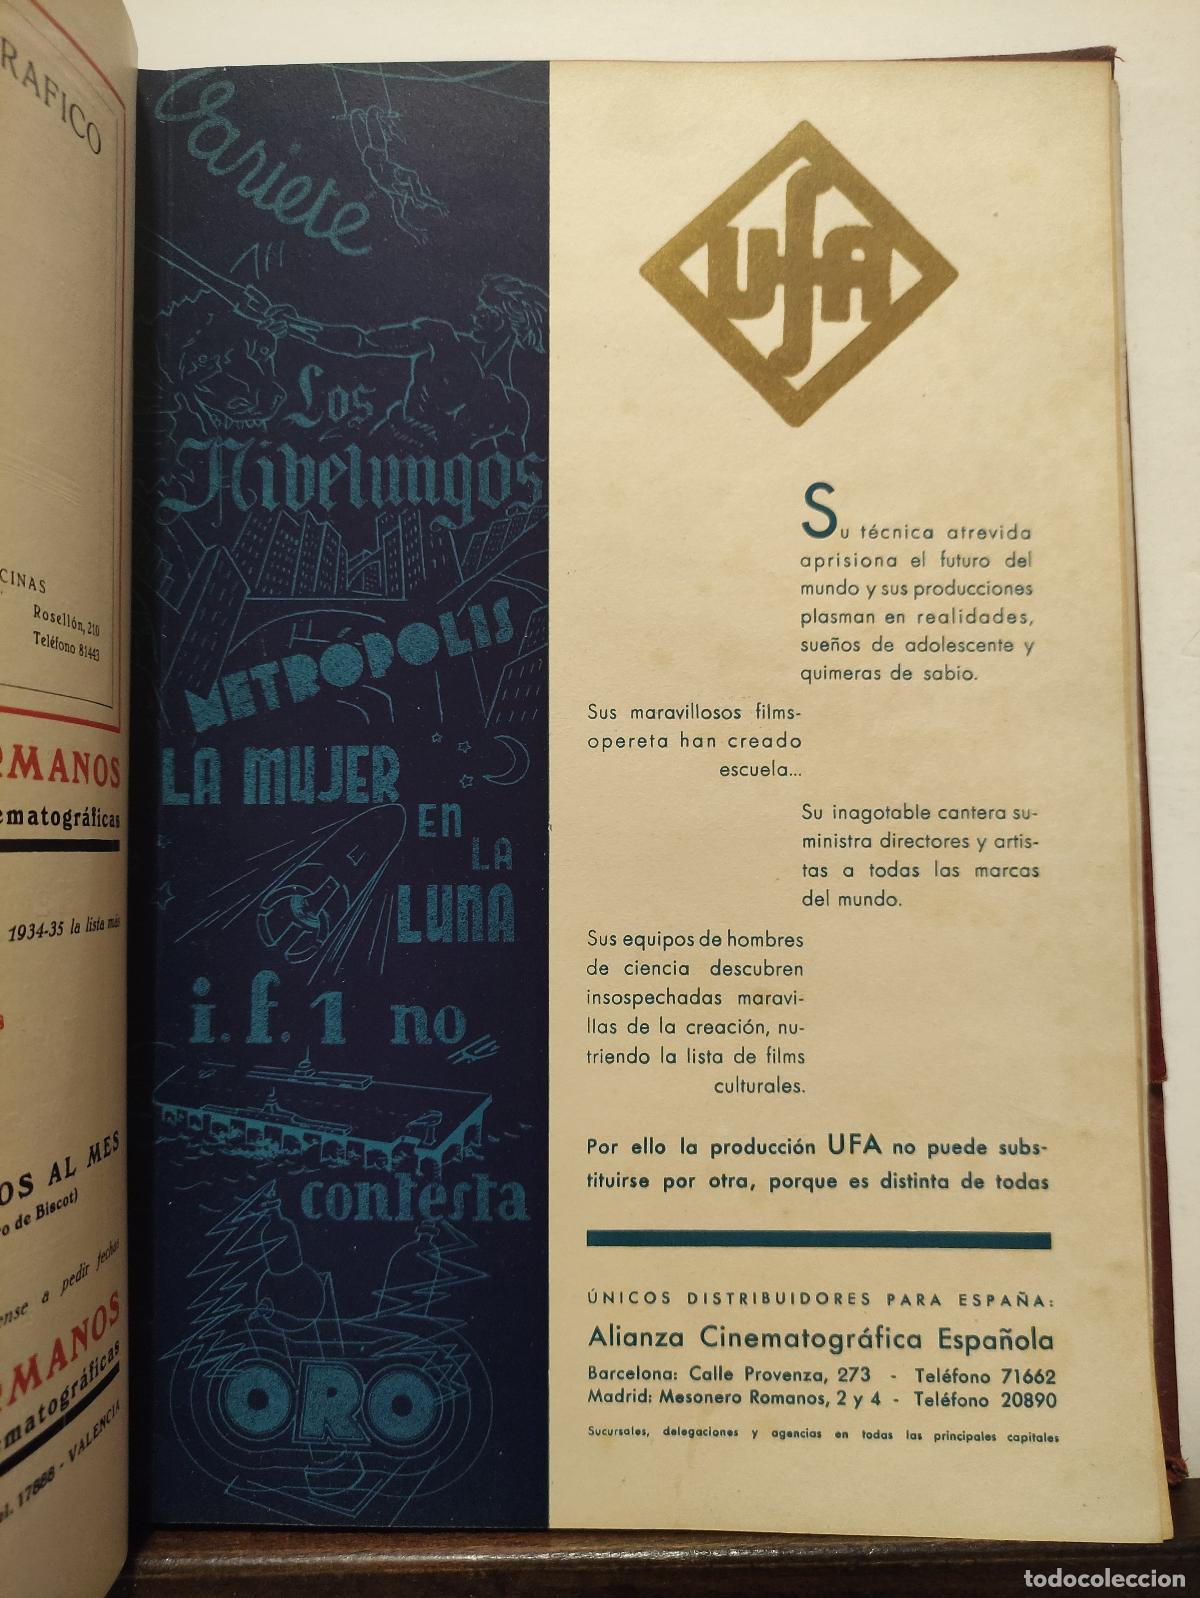 RAFICO
CINAS
Rosellón, 210
Teléfono 81443
RMANOS
ematográficas
1934-35 la lista más
OS AL MES
ro de Biscot)
ense a pedir fechas
RMANOS
ematográficas
el. 17888 - VALENCIA
Variete
Los
Nibelungos
METRÓPOLIS
LA MUJER
EN
LA
LUNA
i.f.1 no
contesta
ORO
UFA
Su técnica atrevida
aprisiona el futuro del
mundo y sus producciones
plasman en realidades,
sueños de adolescente y
quimeras de sabio.
Sus maravillosos films-
opereta han creado
escuela...
Su inagotable cantera su-
ministra directores y artis-
tas a todas las marcas
del mundo.
Sus equipos de hombres
de ciencia descubren
insospechadas maravi-
llas de la creación, nu-
triendo la lista de films
culturales.
Por ello la producción UFA no puede subs-
tituirse por otra, porque es distinta de todas
ÚNICOS DISTRIBUIDORES PARA ESPAÑA:
Alianza Cinematográfica Española
Barcelona: Calle Provenza, 273 - Teléfono 71662
Madrid: Mesonero Romanos, 2 y 4 - Teléfono 20890
Sucursales, delegaciones y agencias en todas las principales capitales
todocoleccion